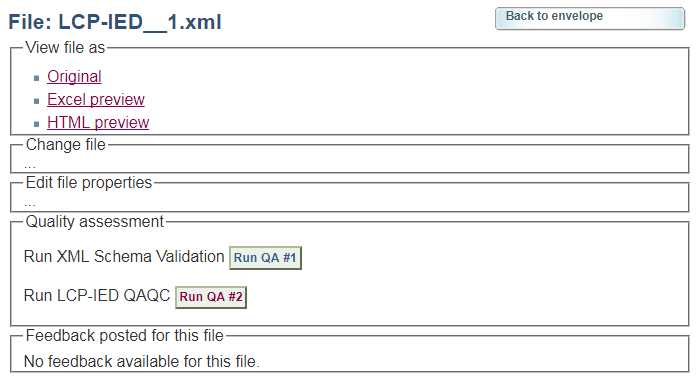 File: LCP-IED__1.xml
Back to envelope
View file as
Original
Excel preview
HTML preview
Change file
...
Edit file properties
...
Quality assessment
Run XML Schema Validation Run QA #1
Run LCP-IED QAQC Run QA #2
Feedback posted for this file
No feedback available for this file.